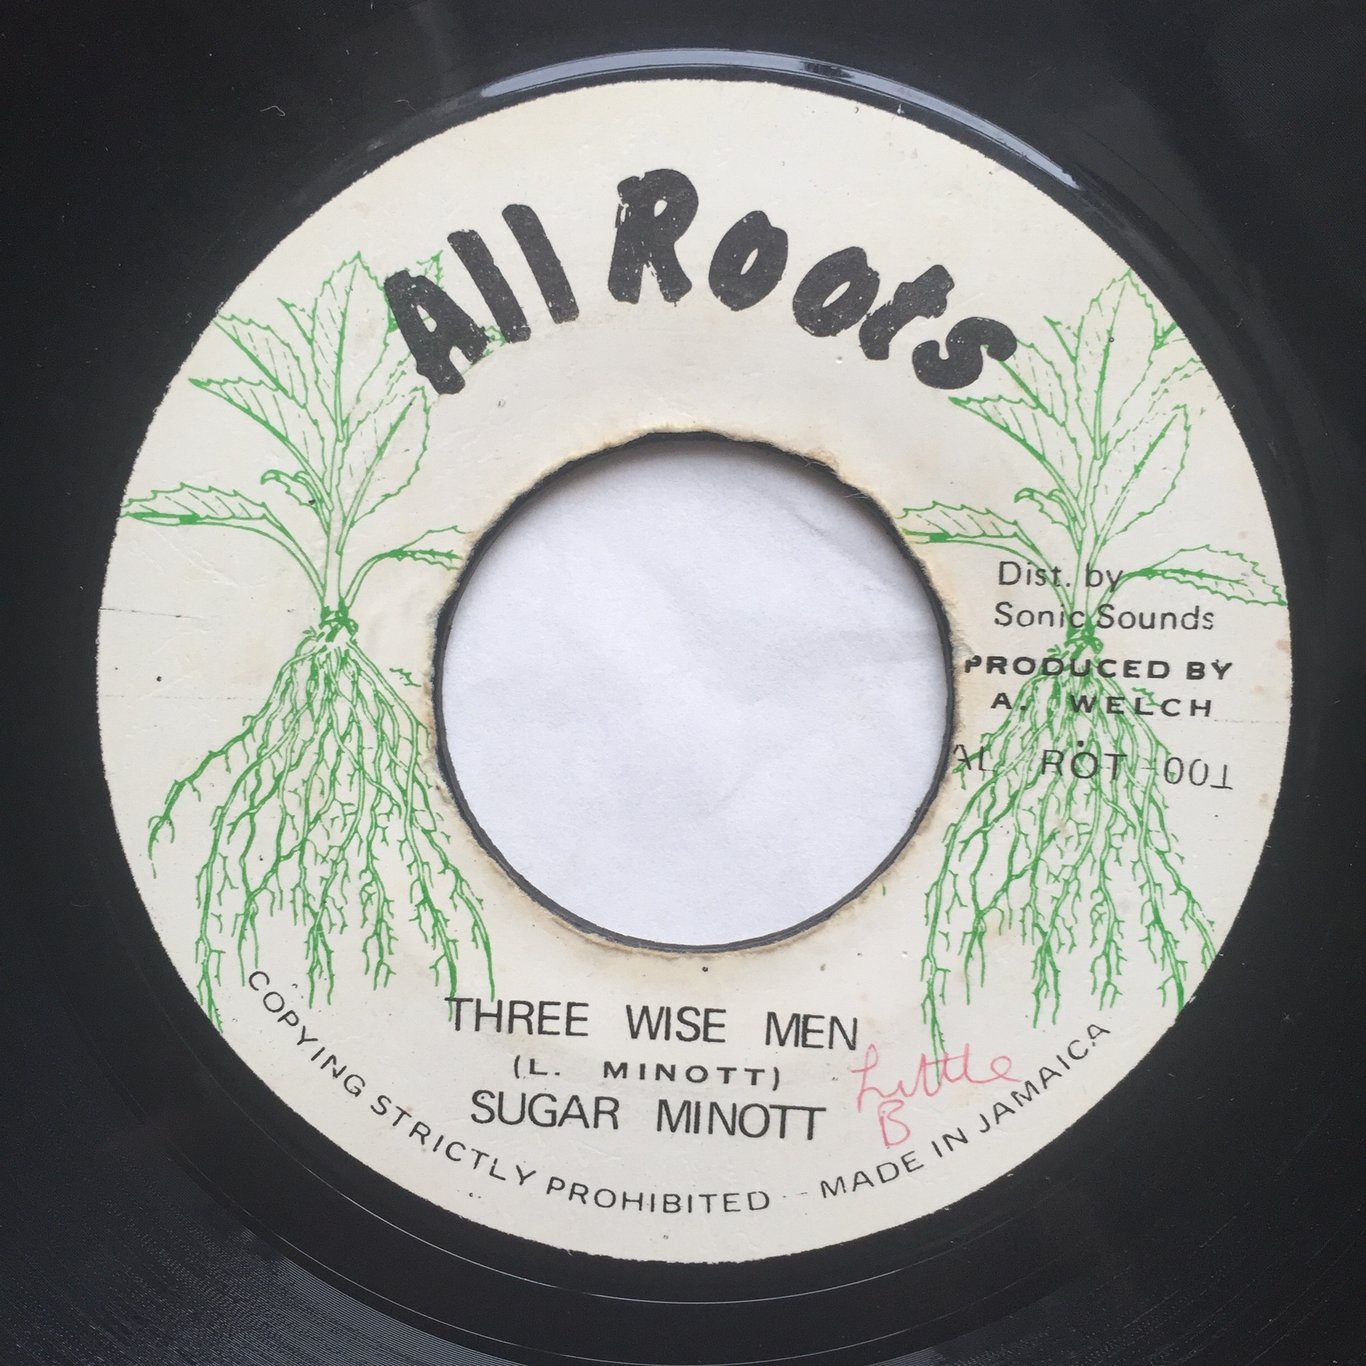 All Roots
Dist. by
Sonic Sounds
PRODUCED BY
A. WELCH
AL ROT 001
THREE WISE MEN
(L. MINOTT)
SUGAR MINOTT
Little
B
COPYING STRICTLY PROHIBITED -- MADE IN JAMAICA